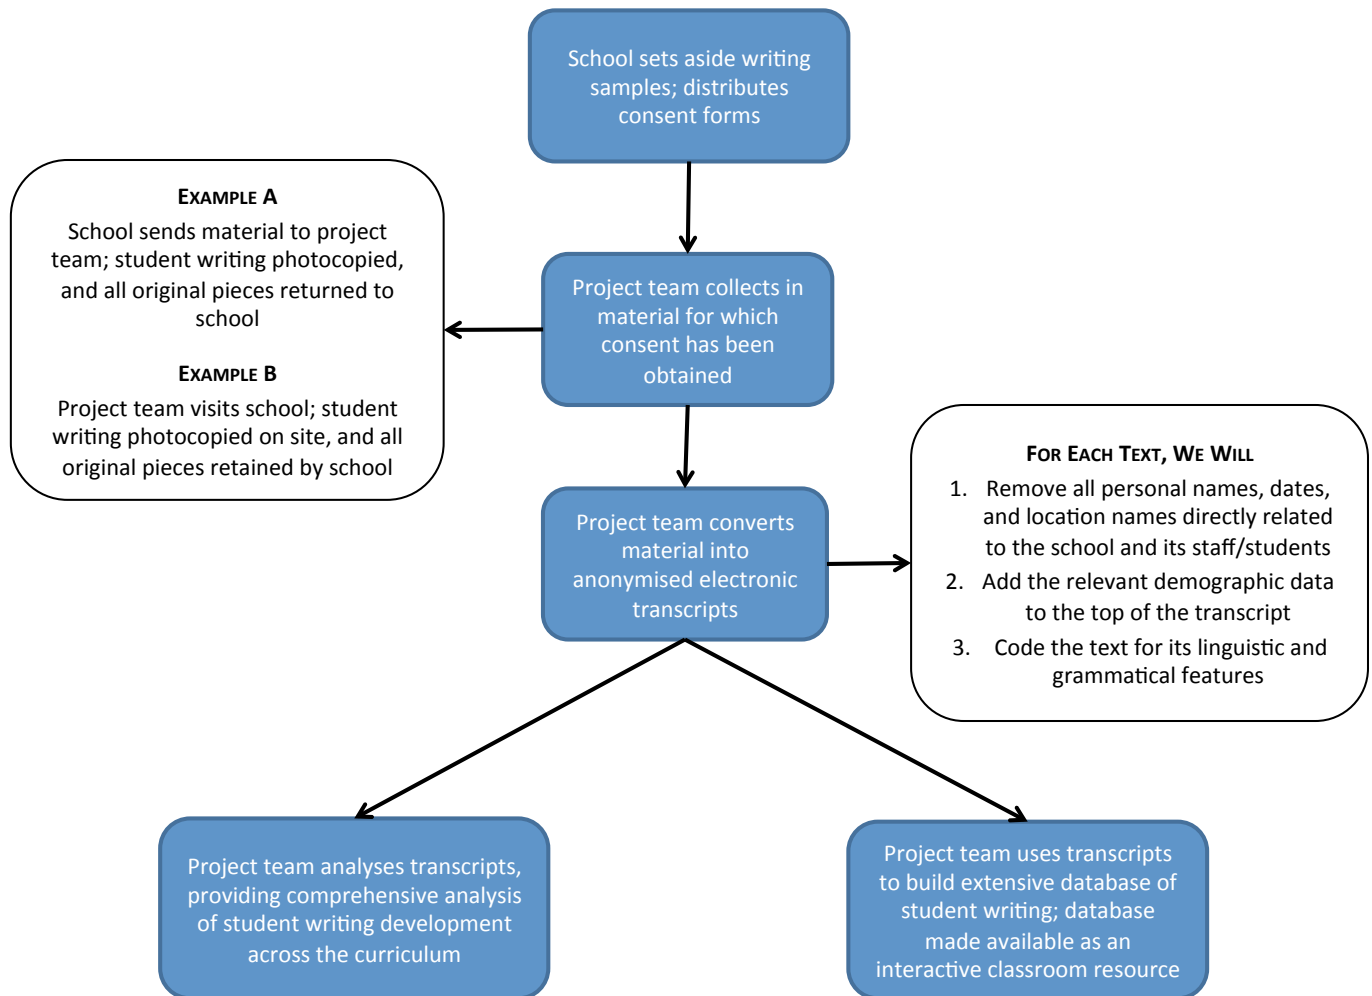 School sets aside writing
samples; distributes
consent forms
EXAMPLE A
School sends material to project
team; student writing photocopied,
and all original pieces returned to
school
EXAMPLE B
Project team visits school; student
writing photocopied on site, and all
original pieces retained by school
Project team collects in
material for which
consent has been
obtained
Project team converts
material into
anonymised electronic
transcripts
FOR EACH TEXT, WE WILL
1. Remove all personal names, dates,
and location names directly related
to the school and its staff/students
2. Add the relevant demographic data
to the top of the transcript
3. Code the text for its linguistic and
grammatical features
Project team analyses transcripts,
providing comprehensive analysis
of student writing development
across the curriculum
Project team uses transcripts
to build extensive database of
student writing; database
made available as an
interactive classroom resource